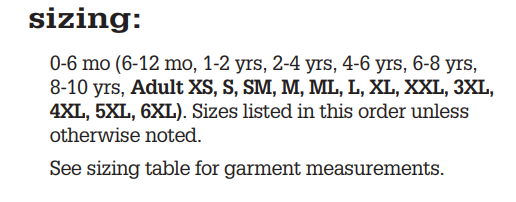 sizing:
0-6 mo (6-12 mo, 1-2 yrs, 2-4 yrs, 4-6 yrs, 6-8 yrs,
8-10 yrs, Adult XS, S, SM, M, ML, L, XL, XXL, 3XL,
4XL, 5XL, 6XL). Sizes listed in this order unless
otherwise noted.
See sizing table for garment measurements.